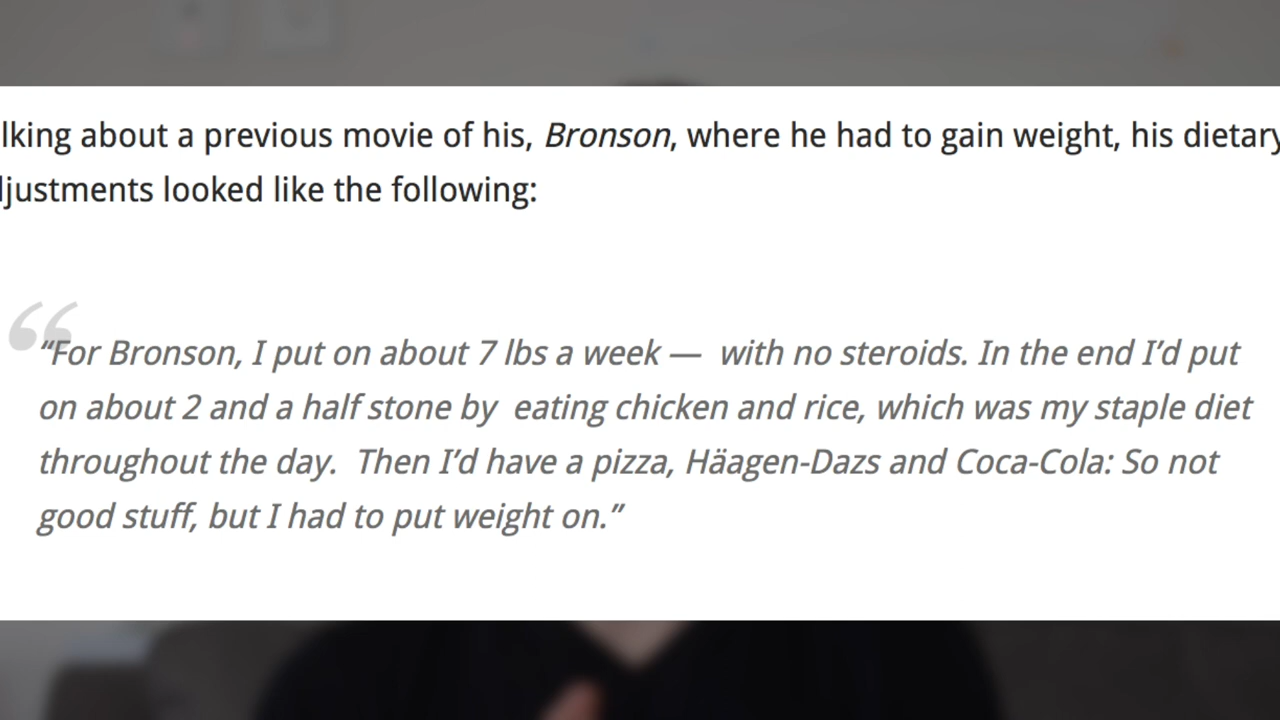 lking about a previous movie of his, Bronson, where he had to gain weight, his dietary
djustments looked like the following:
“
“For Bronson, I put on about 7 lbs a week — with no steroids. In the end I’d put
on about 2 and a half stone by eating chicken and rice, which was my staple diet
throughout the day. Then I’d have a pizza, Häagen-Dazs and Coca-Cola: So not
good stuff, but I had to put weight on.”